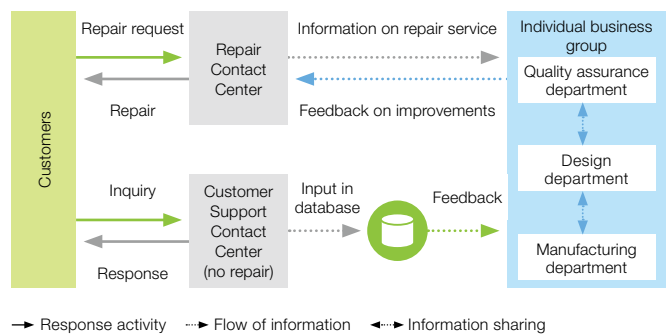 Customers
Repair request
Repair
Repair
Contact
Center
Information on repair service
Feedback on improvements
Individual business
group
Quality assurance
department
Design
department
Manufacturing
department
Inquiry
Response
Customer
Support
Contact
Center
(no repair)
Input in
database
Feedback
Response activity
Flow of information
Information sharing